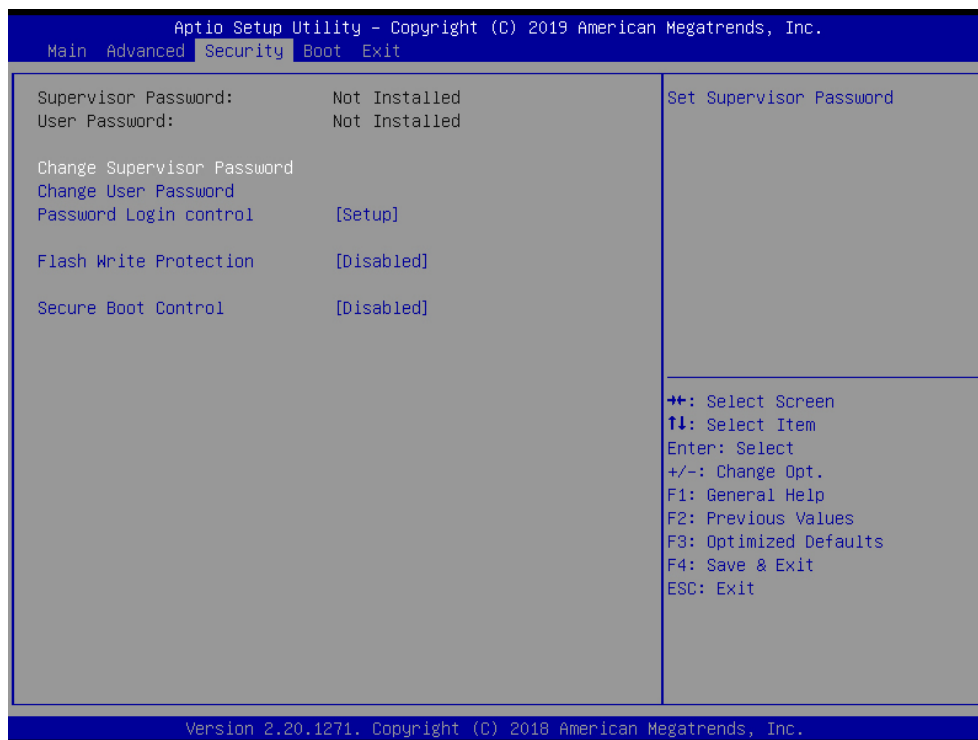 Aptio Setup Utility – Copyright (C) 2019 American Megatrends, Inc.
Main Advanced Security Boot Exit
Supervisor Password: Not Installed
User Password: Not Installed
Change Supervisor Password
Change User Password
Password Login control [Setup]
Flash Write Protection [Disabled]
Secure Boot Control [Disabled]
Set Supervisor Password
→←: Select Screen
↑↓: Select Item
Enter: Select
+/-: Change Opt.
F1: General Help
F2: Previous Values
F3: Optimized Defaults
F4: Save & Exit
ESC: Exit
Version 2.20.1271. Copyright (C) 2018 American Megatrends, Inc.